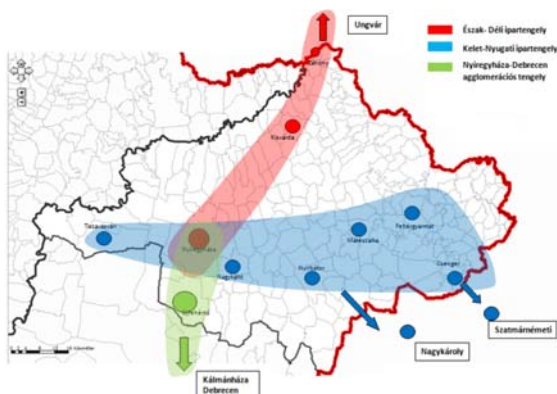 Ungvár
Észak- Déli ipartengely
Kelet-Nyugati ipartengely
Nyíregyháza-Debrecen
agglomerációs tengely
Záhony
Kisvárda
Fehérgyarmat
Mátészalka
Nyíregyháza
Nagykálló
Nyírbátor
Csenger
Szatmárnémeti
Nagykároly
Kálmánháza
Debrecen